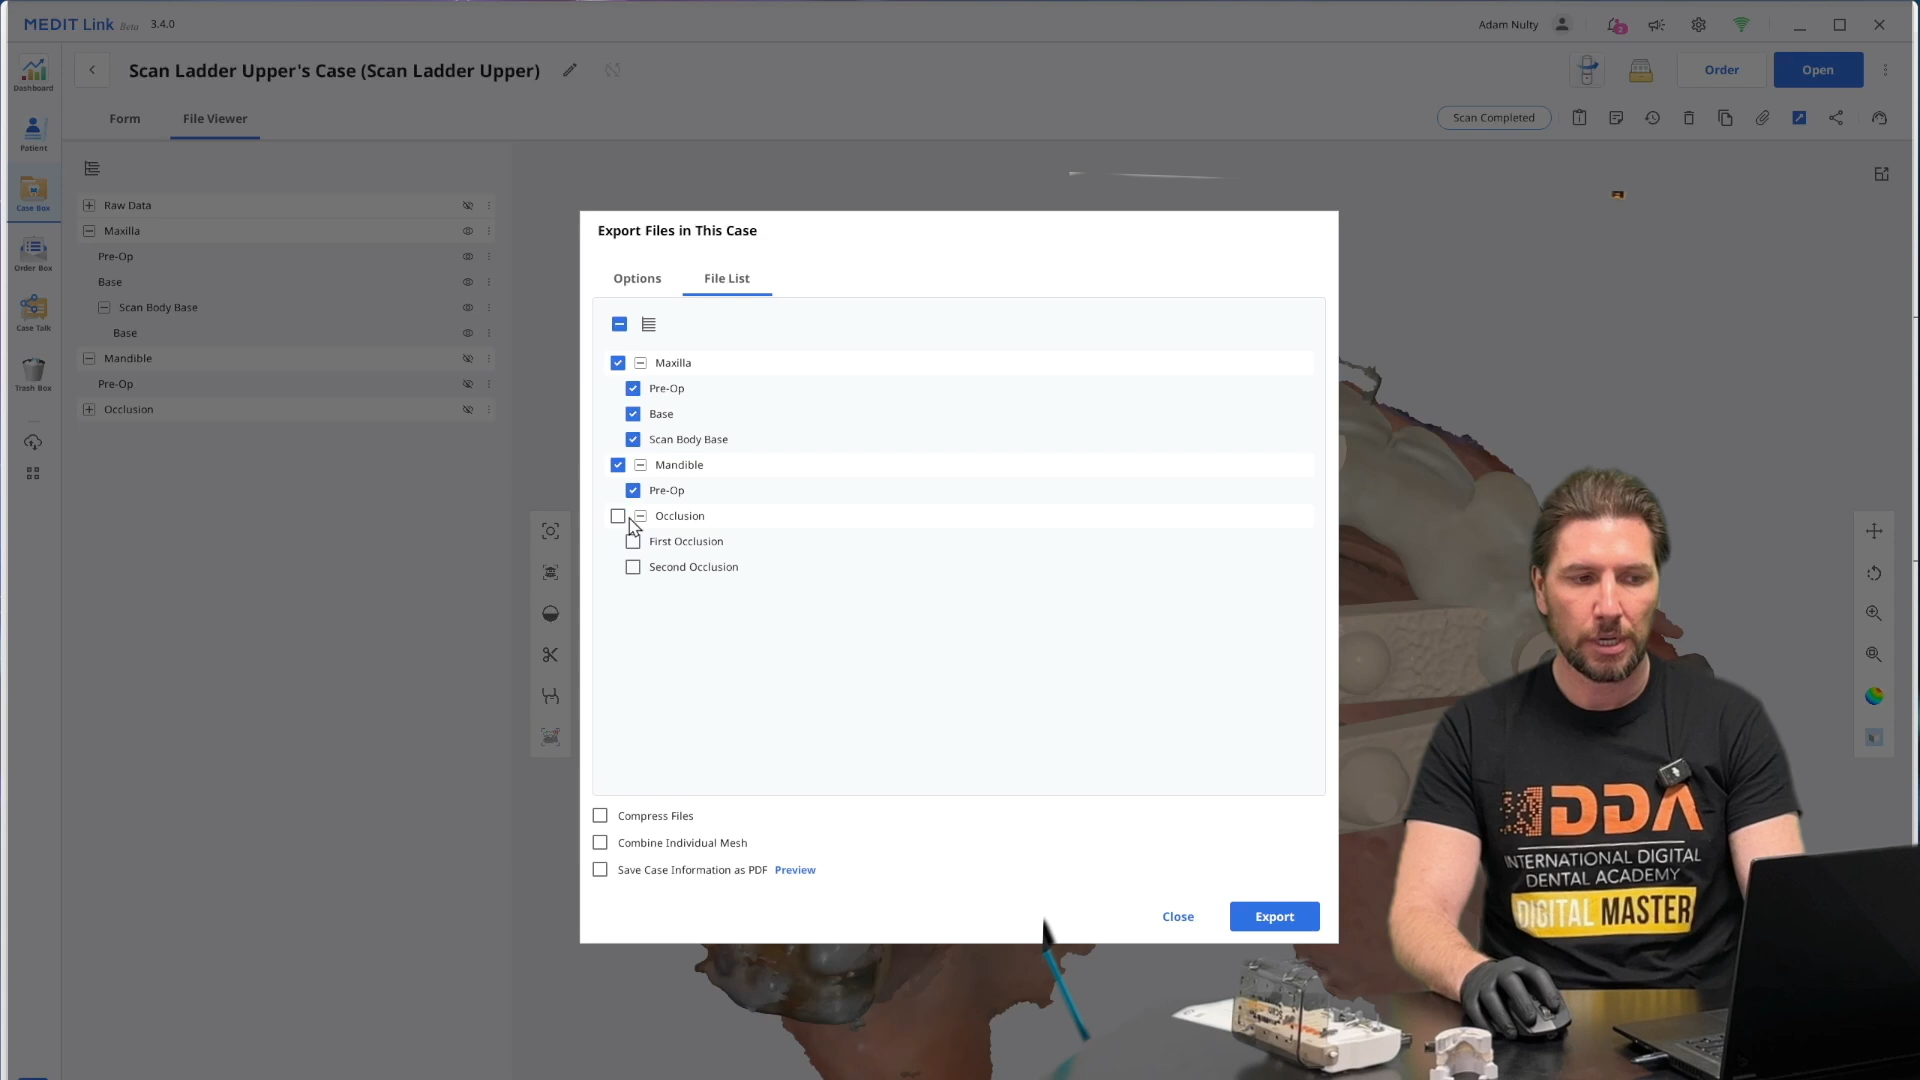 MEDIT Link Beta 3.4.0
Adam Nulty
3
Scan Ladder Upper's Case (Scan Ladder Upper)
Order
Open
Form
File Viewer
Scan Completed
Dashboard
Patient
Case Box
Order Box
Case Talk
Trash Box
Raw Data
Maxilla
Pre-Op
Base
Scan Body Base
Base
Mandible
Pre-Op
Occlusion
Export Files in This Case
Options
File List
Maxilla
Pre-Op
Base
Scan Body Base
Mandible
Pre-Op
Occlusion
First Occlusion
Second Occlusion
Compress Files
Combine Individual Mesh
Save Case Information as PDF Preview
Close
Export
IDDA
INTERNATIONAL DIGITAL
DENTAL ACADEMY
DIGITAL MASTER